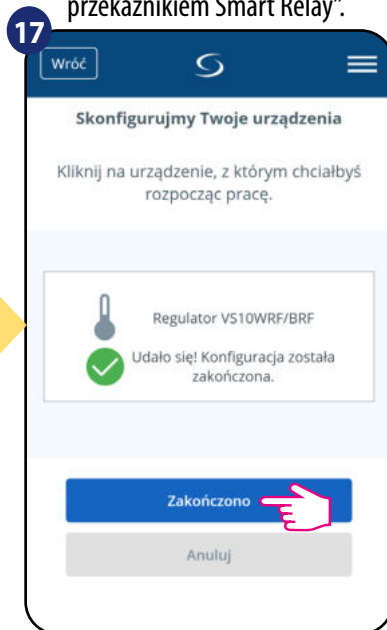 przekaźnikiem Smart Relay”.
17
Wróć
Skonfigurujmy Twoje urządzenia
Kliknij na urządzenie, z którym chciałbyś
rozpocząc pracę.
Regulator VS10WRF/BRF
Udało się! Konfiguracja została
zakończona.
Zakończono
Anuluj